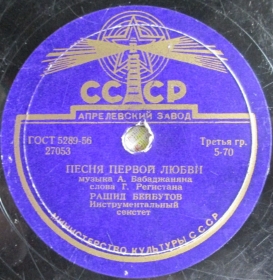 СССР
АПРЕЛЕВСКИЙ ЗАВОД
ГОСТ 5289-56
27053
Третья гр.
5-70
ПЕСНЯ ПЕРВОЙ ЛЮБВИ
музыка А. Бабаджаняна
слова Г. Регистана
РАШИД БЕЙБУТОВ
Инструментальный
секстет
МИНИСТЕРСТВО КУЛЬТУРЫ СССР